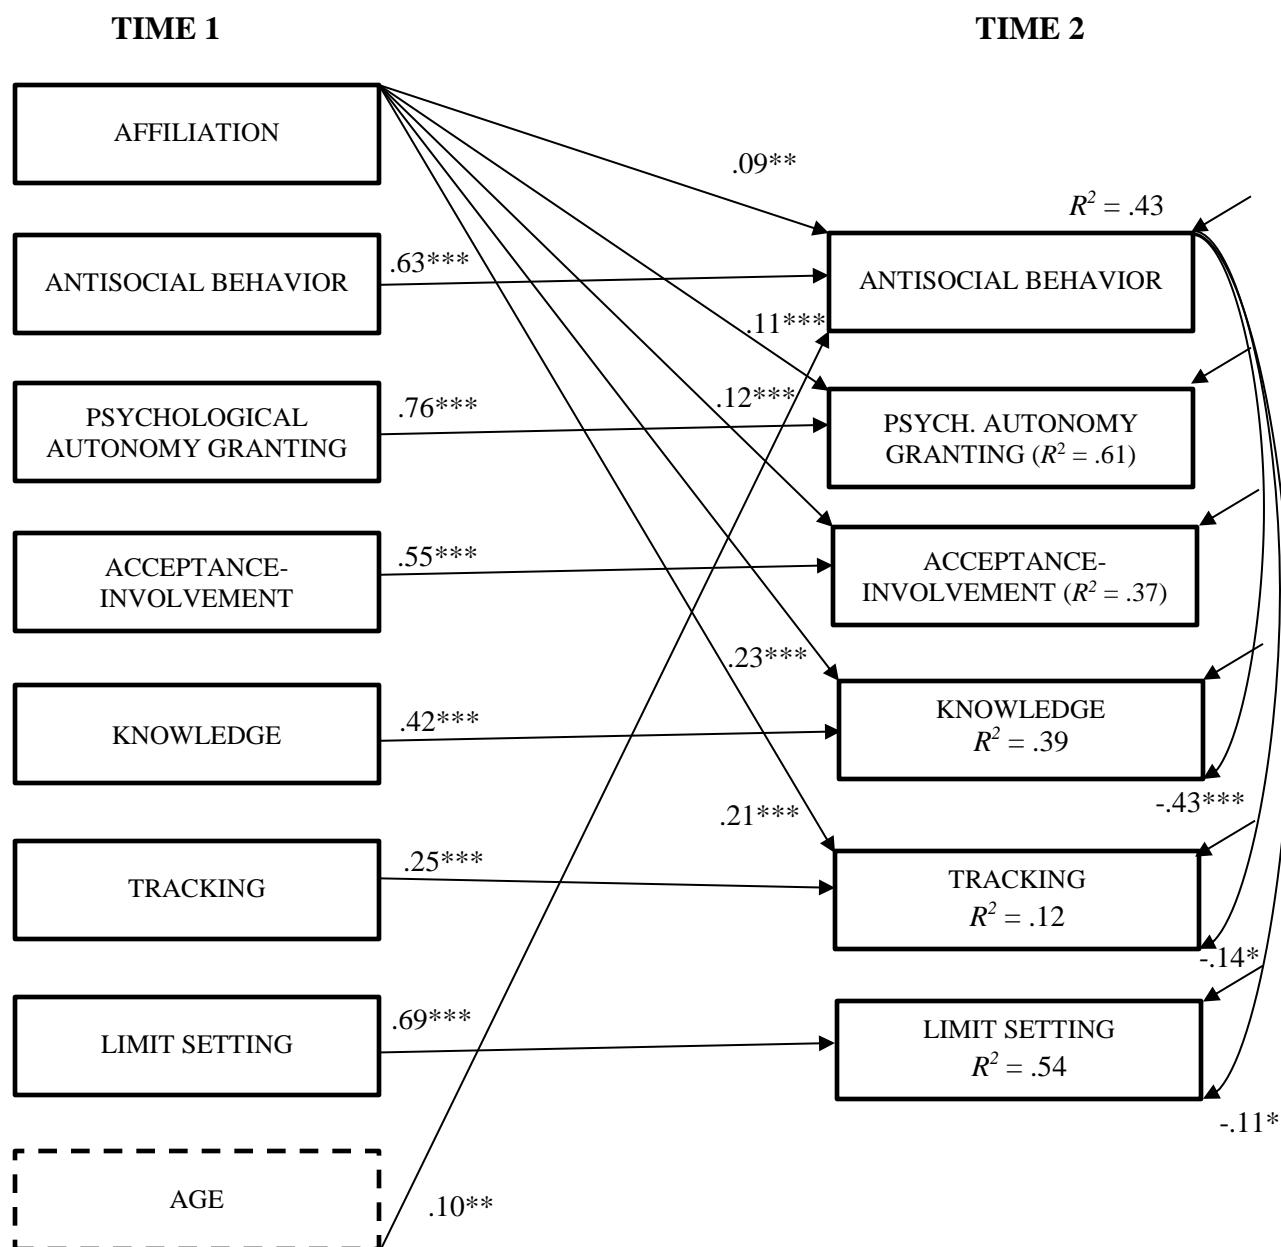 TIME 1
TIME 2
AFFILIATION
.09**
R² = .43
ANTISOCIAL BEHAVIOR
.63***
ANTISOCIAL BEHAVIOR
.11***
PSYCHOLOGICAL
AUTONOMY GRANTING
.76***
.12***
PSYCH. AUTONOMY
GRANTING (R² = .61)
ACCEPTANCE-
INVOLVEMENT
.55***
ACCEPTANCE-
INVOLVEMENT (R² = .37)
.23***
KNOWLEDGE
.42***
KNOWLEDGE
R² = .39
-.43***
.21***
TRACKING
.25***
TRACKING
R² = .12
-.14*
LIMIT SETTING
.69***
LIMIT SETTING
R² = .54
-.11*
AGE
.10**